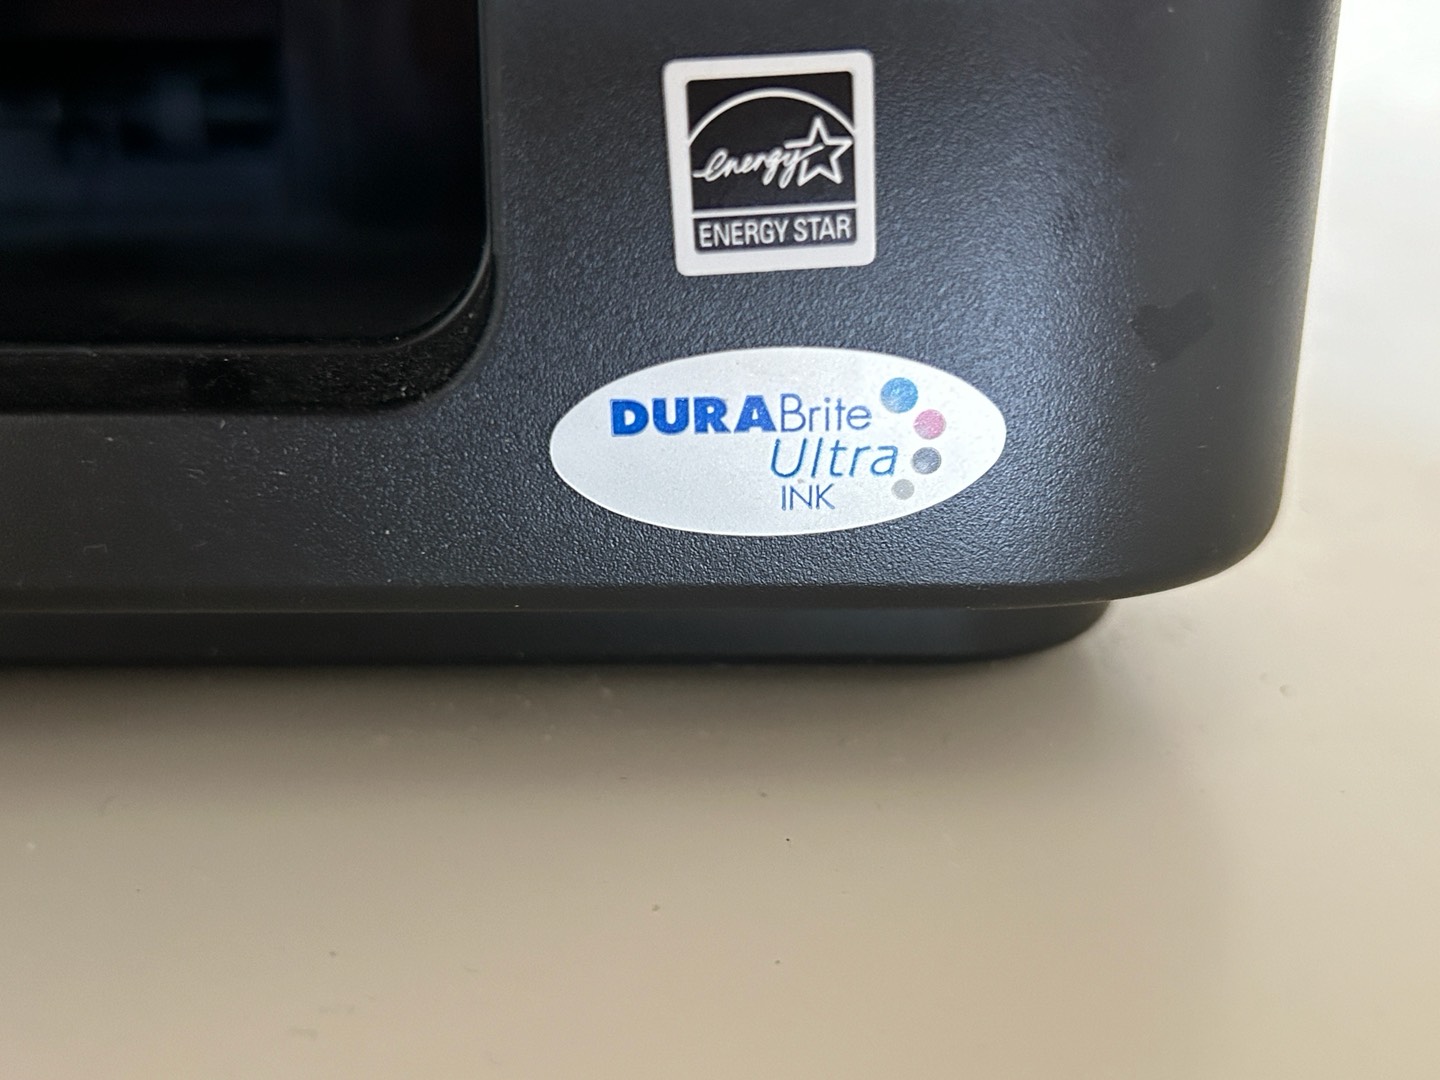 energy
ENERGY STAR
DURABrite
Ultra
INK